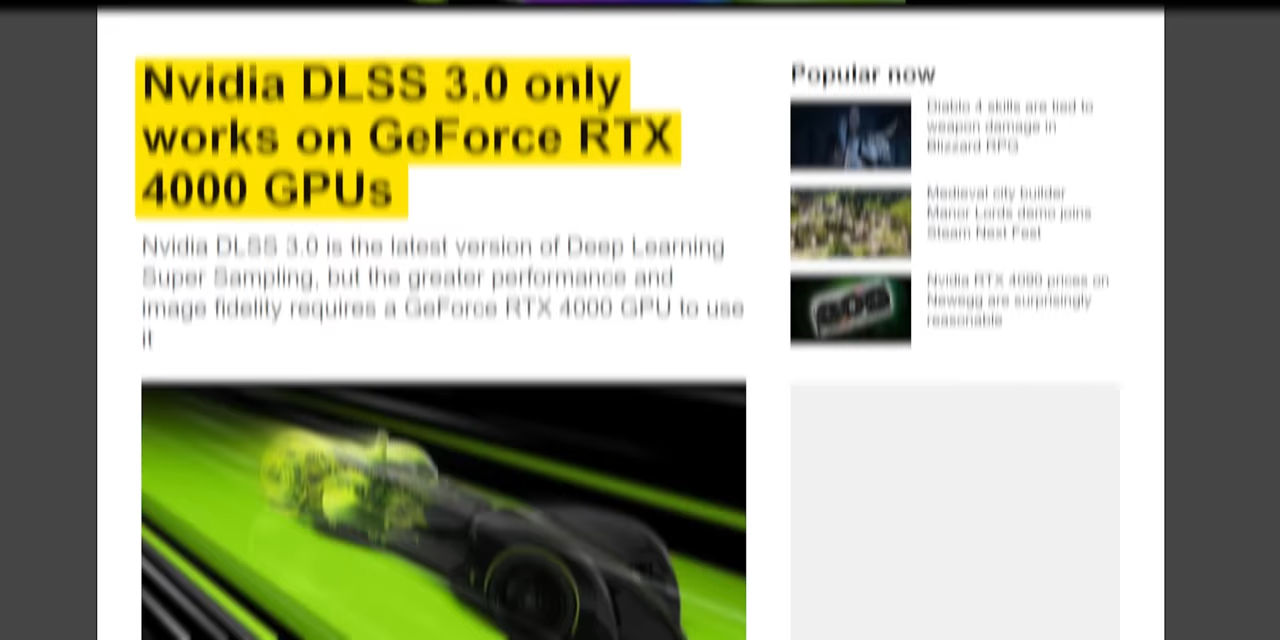 Nvidia DLSS 3.0 only
works on GeForce RTX
4000 GPUs
Nvidia DLSS 3.0 is the latest version of Deep Learning
Super Sampling, but the greater performance and
image fidelity requires a GeForce RTX 4000 GPU to use
it
Popular now
Diablo 4 skills are tied to
weapon damage in
Blizzard RPG
Medieval city builder
Manor Lords demo joins
Steam Next Fest
Nvidia RTX 4090 prices on
Newegg are surprisingly
reasonable